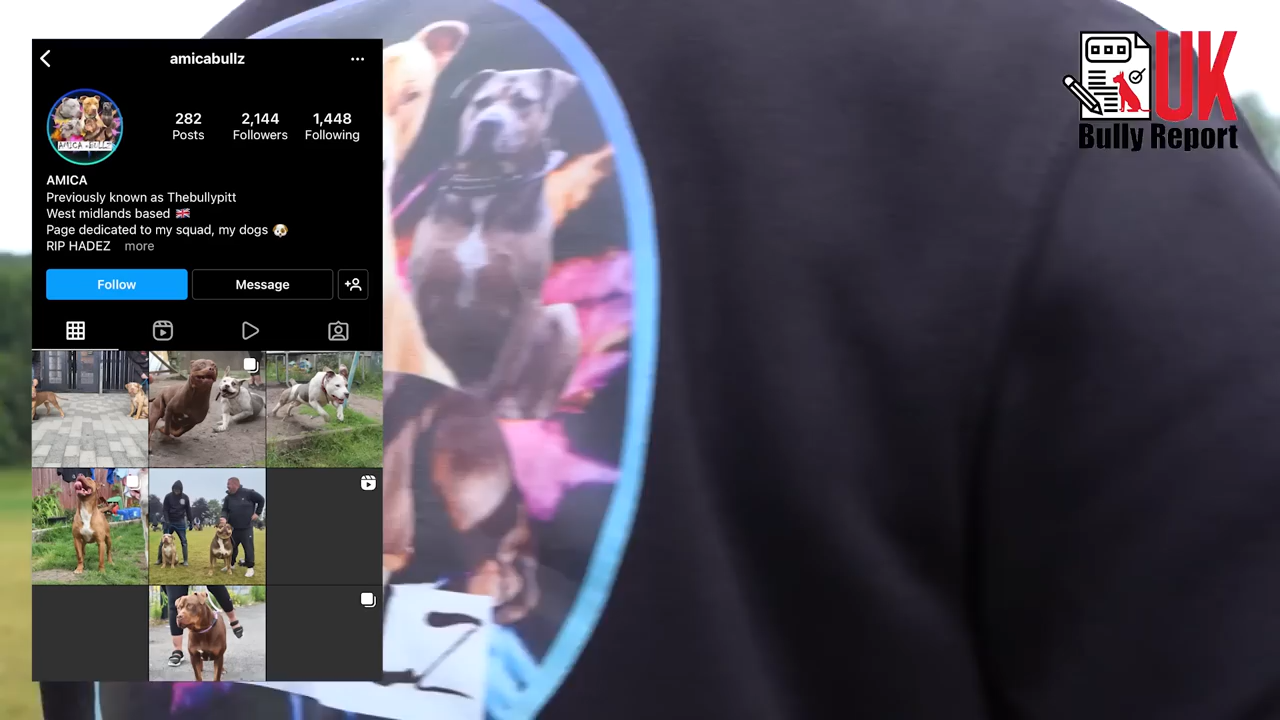 amicabullz
282
Posts
2,144
Followers
1,448
Following
AMICA
Previously known as Thebullypitt
West midlands based 🇬🇧
Page dedicated to my squad, my dogs 🐶
RIP HADEZ more
Follow
Message
UK
Bully Report